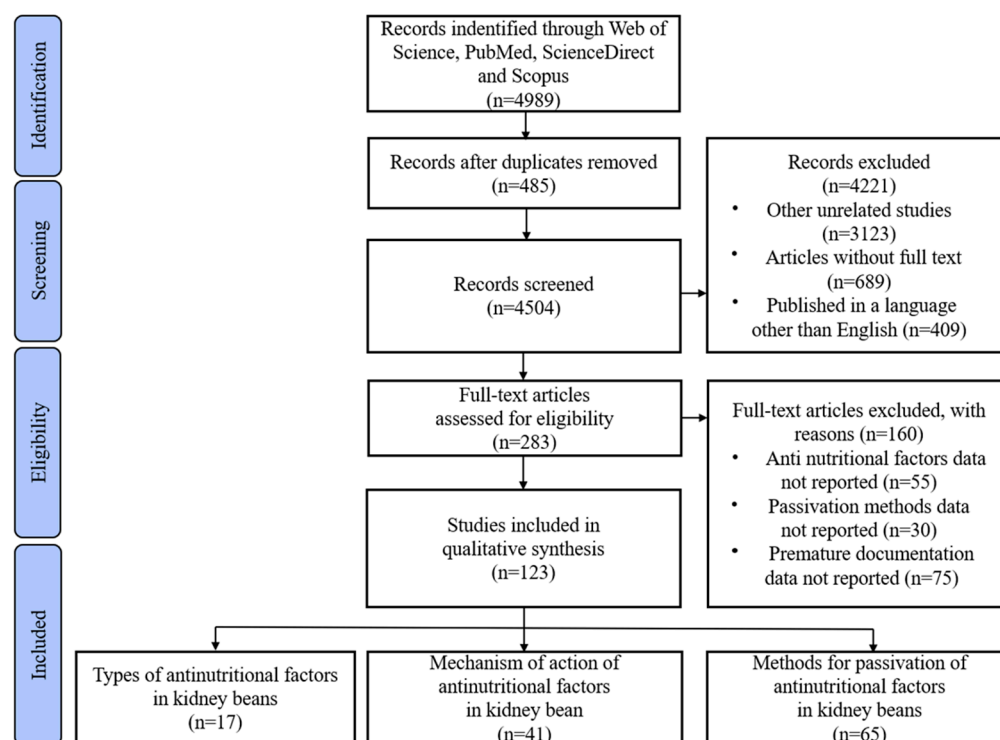 Identification
Records indentified through Web of
Science, PubMed, ScienceDirect
and Scopus
(n=4989)
Records after duplicates removed
(n=485)
Screening
Records screened
(n=4504)
Records excluded
(n=4221)
• Other unrelated studies
(n=3123)
• Articles without full text
(n=689)
• Published in a language
other than English (n=409)
Eligibility
Full-text articles
assessed for eligibility
(n=283)
Full-text articles excluded, with
reasons (n=160)
• Anti nutritional factors data
not reported (n=55)
• Passivation methods data
not reported (n=30)
• Premature documentation
data not reported (n=75)
Studies included in
qualitative synthesis
(n=123)
Included
Types of antinutritional factors
in kidney beans
(n=17)
Mechanism of action of
antinutritional factors
in kidney bean
(n=41)
Methods for passivation of
antinutritional factors
in kidney beans
(n=65)